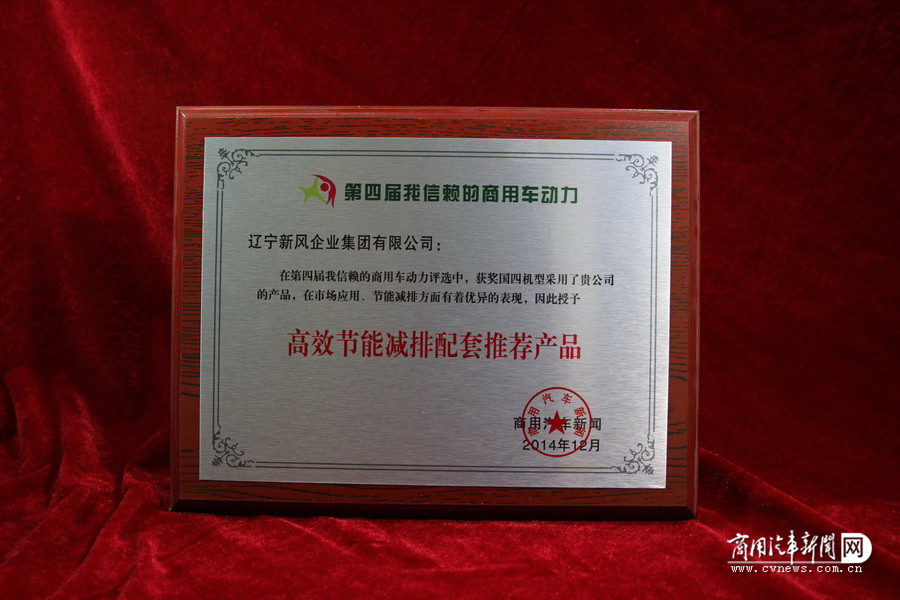 第四届我信赖的商用车动力
辽宁新风企业集团有限公司：
在第四届我信赖的商用车动力评选中，获奖国四机型采用了贵公司
的产品，在市场应用、节能减排方面有着优异的表现，因此授予
高效节能减排配套推荐产品
商用汽车新闻
商用汽车新闻
2014年12月
商用汽车新闻网
www.cvnews.com.cn